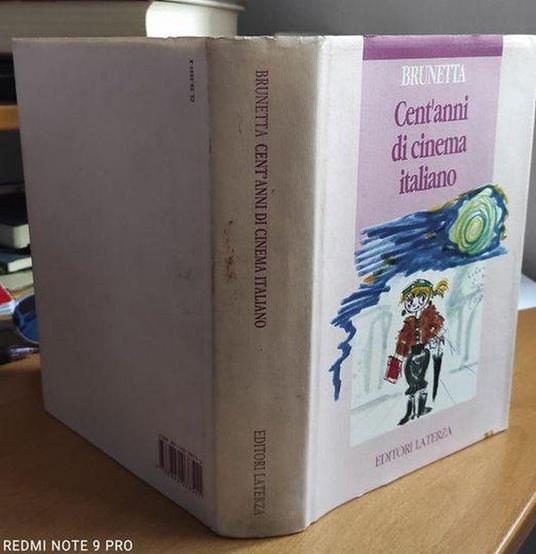 BRUNETTA
Cent'anni
di cinema
italiano
EDITORI LATERZA
BRUNETTA CENT'ANNI DI CINEMA ITALIANO
EDITORI LATERZA
REDMI NOTE 9 PRO